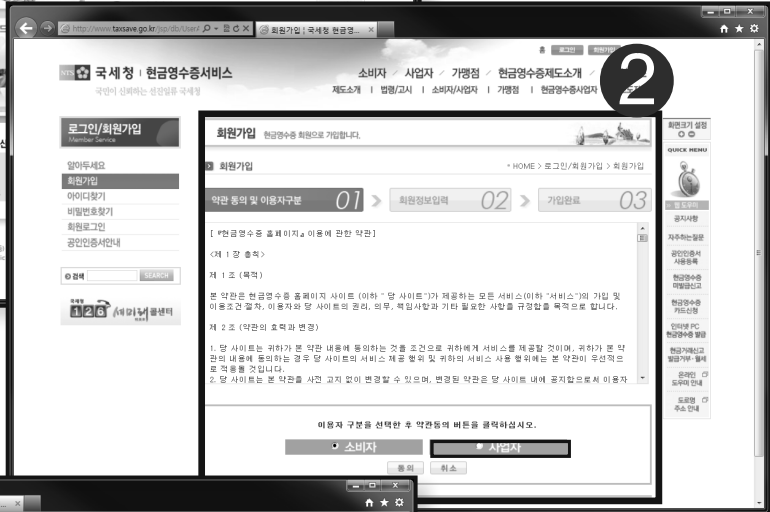 http://www.taxsave.go.kr/jsp/db/User/
회원가입 | 국세청 현금영...
홈 로그인 회원가입
NTS 국세청 | 현금영수증서비스
국민이 신뢰하는 선진일류 국세청
소비자 / 사업자 / 가맹점 / 현금영수증제도소개 /
제도소개 | 법령/고시 | 소비자/사업자 | 가맹점 | 현금영수증사업자
2
로그인/회원가입
Member Service
알아두세요
회원가입
아이디찾기
비밀번호찾기
회원로그인
공인인증서안내
검색 SEARCH
국세청
126 세미래 콜센터
회원가입 현금영수증 회원으로 가입합니다.
회원가입
HOME > 로그인/회원가입 > 회원가입
약관 동의 및 이용자구분 01 > 회원정보입력 02 > 가입완료 03
[ 『현금영수증 홈페이지』 이용에 관한 약관]
<제 1 장 총칙>
제 1 조 (목적)
본 약관은 현금영수증 홈페이지 사이트 (이하 " 당 사이트")가 제공하는 모든 서비스(이하 "서비스")의 가입 및
이용조건 절차, 이용자와 당 사이트의 권리, 의무, 책임사항과 기타 필요한 사항을 규정함을 목적으로 합니다.
제 2 조 (약관의 효력과 변경)
1. 당 사이트는 귀하가 본 약관 내용에 동의하는 것을 조건으로 귀하에게 서비스를 제공할 것이며, 귀하가 본 약
관의 내용에 동의하는 경우 당 사이트의 서비스 제공 행위 및 귀하의 서비스 사용 행위에는 본 약관이 우선적으
로 적용될 것입니다.
2. 당 사이트는 본 약관을 사전 고지 없이 변경할 수 있으며, 변경된 약관은 당 사이트 내에 공지함으로써 이용자
이용자 구분을 선택한 후 약관동의 버튼을 클릭하십시오.
소비자 사업자
동의 취소
화면크기 설정
QUICK MENU
웹 도우미
공지사항
자주하는질문
공인인증서
사용등록
현금영수증
미발급신고
현금영수증
카드신청
인터넷 PC
현금영수증 발급
현금거래신고
발급거부·월세
온라인
도우미 안내
도로명
주소 안내